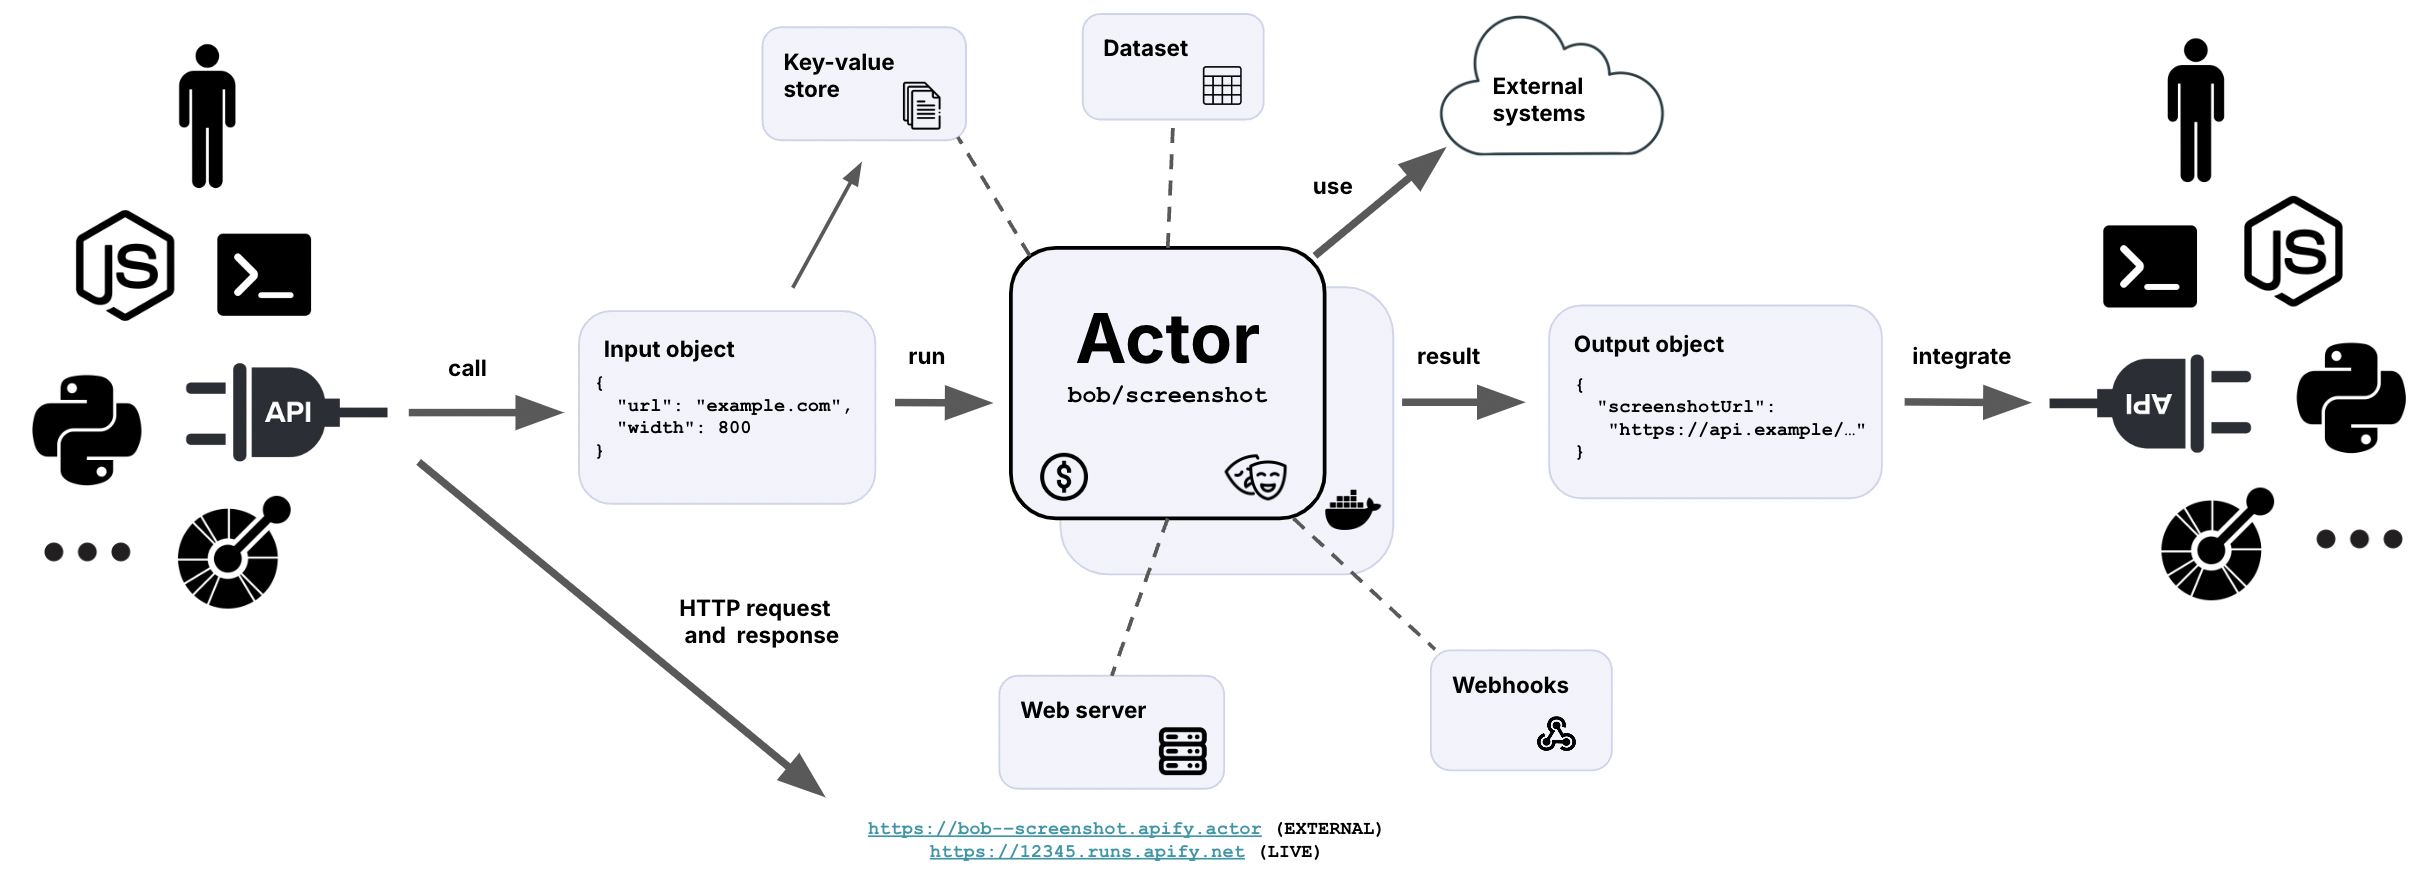 Key-value
store
Dataset
External
systems
use
JS
JS
call
API
Input object
{
"url": "example.com",
"width": 800
}
run
Actor
bob/screenshot
$
result
Output object
{
"screenshotUrl":
"https://api.example/…"
}
integrate
API
HTTP request
and response
Web server
Webhooks
https://bob--screenshot.apify.actor (EXTERNAL)
https://12345.runs.apify.net (LIVE)